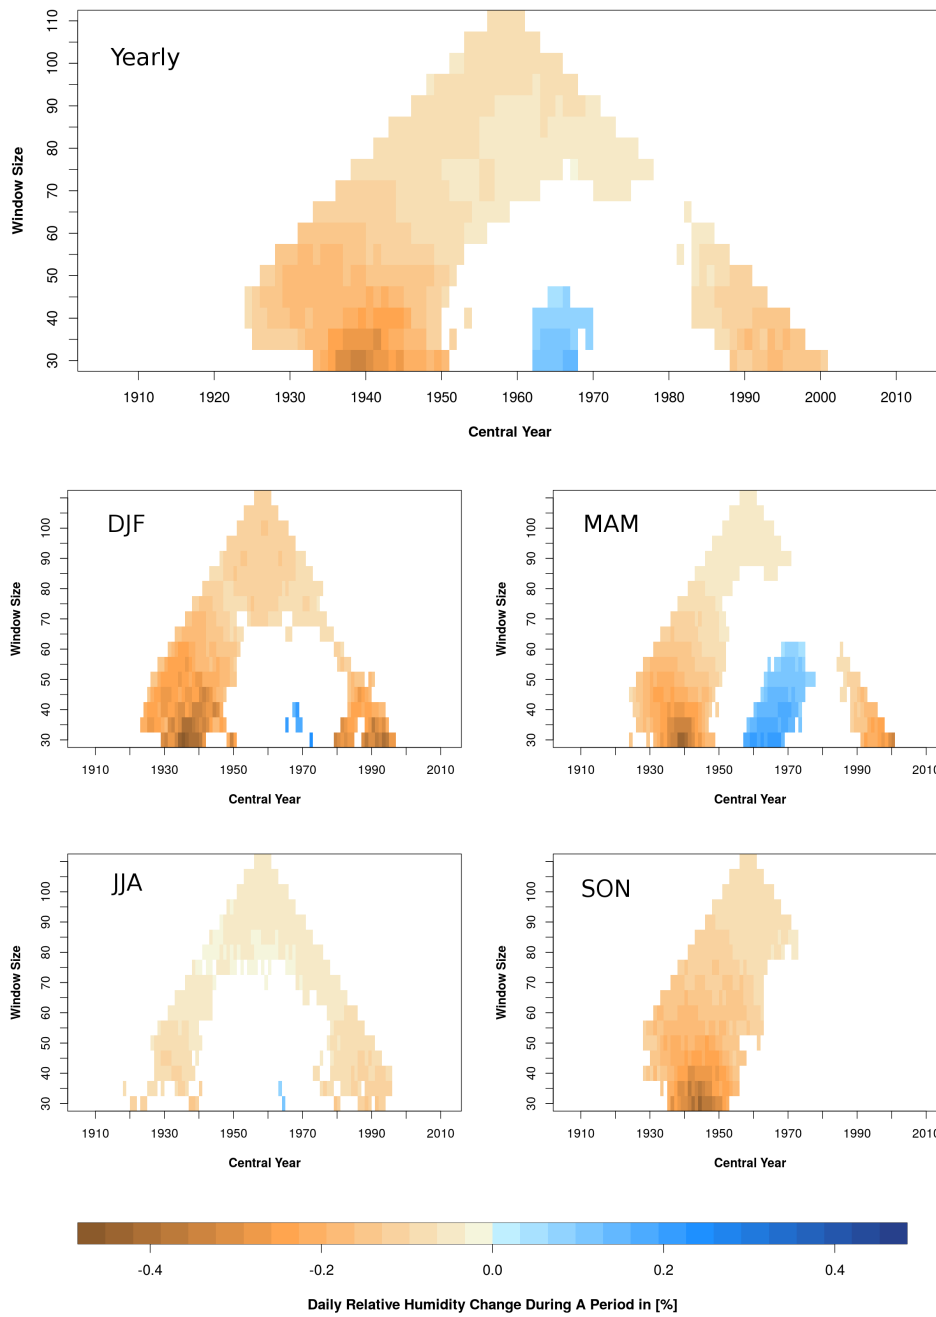 Yearly
Window Size
110
100
90
80
70
60
50
40
30
1910 1920 1930 1940 1950 1960 1970 1980 1990 2000 2010
Central Year
DJF
Window Size
100
90
80
70
60
50
40
30
1910 1930 1950 1970 1990 2010
Central Year
MAM
Window Size
100
90
80
70
60
50
40
30
1910 1930 1950 1970 1990 2010
Central Year
JJA
Window Size
100
90
80
70
60
50
40
30
1910 1930 1950 1970 1990 2010
Central Year
SON
Window Size
100
90
80
70
60
50
40
30
1910 1930 1950 1970 1990 2010
Central Year
-0.4 -0.2 0.0 0.2 0.4
Daily Relative Humidity Change During A Period in [%]